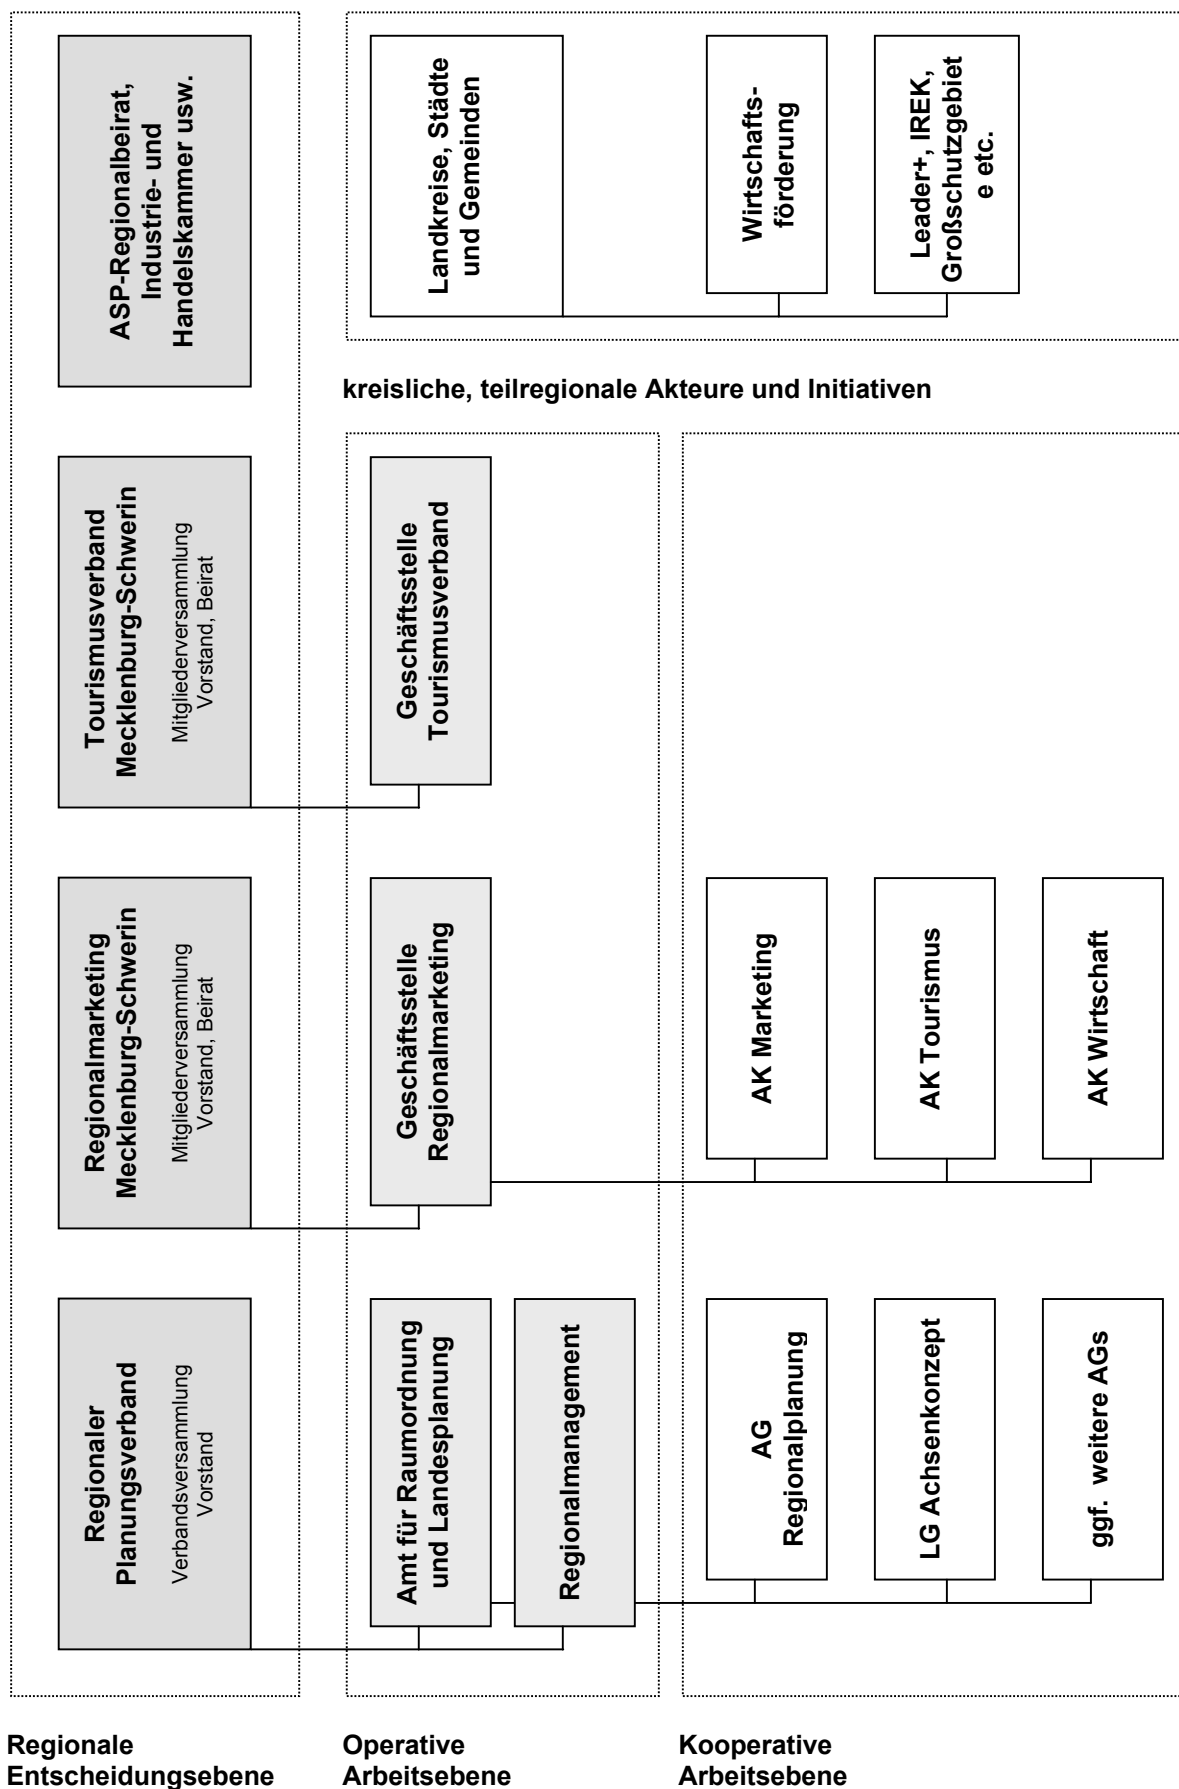 ASP-Regionalbeirat,
Industrie- und
Handelskammer usw.
Landkreise, Städte
und Gemeinden
Wirtschafts-
förderung
Leader+, IREK,
Großschutzgebiet
e etc.
kreisliche, teilregionale Akteure und Initiativen
Tourismusverband
Mecklenburg-Schwerin
Mitgliederversammlung
Vorstand, Beirat
Geschäftsstelle
Tourismusverband
Regionalmarketing
Mecklenburg-Schwerin
Mitgliederversammlung
Vorstand, Beirat
Geschäftsstelle
Regionalmarketing
AK Marketing
AK Tourismus
AK Wirtschaft
Regionaler
Planungsverband
Verbandsversammlung
Vorstand
Amt für Raumordnung
und Landesplanung
Regionalmanagement
AG
Regionalplanung
LG Achsenkonzept
ggf. weitere AGs
Regionale
Entscheidungsebene
Operative
Arbeitsebene
Kooperative
Arbeitsebene